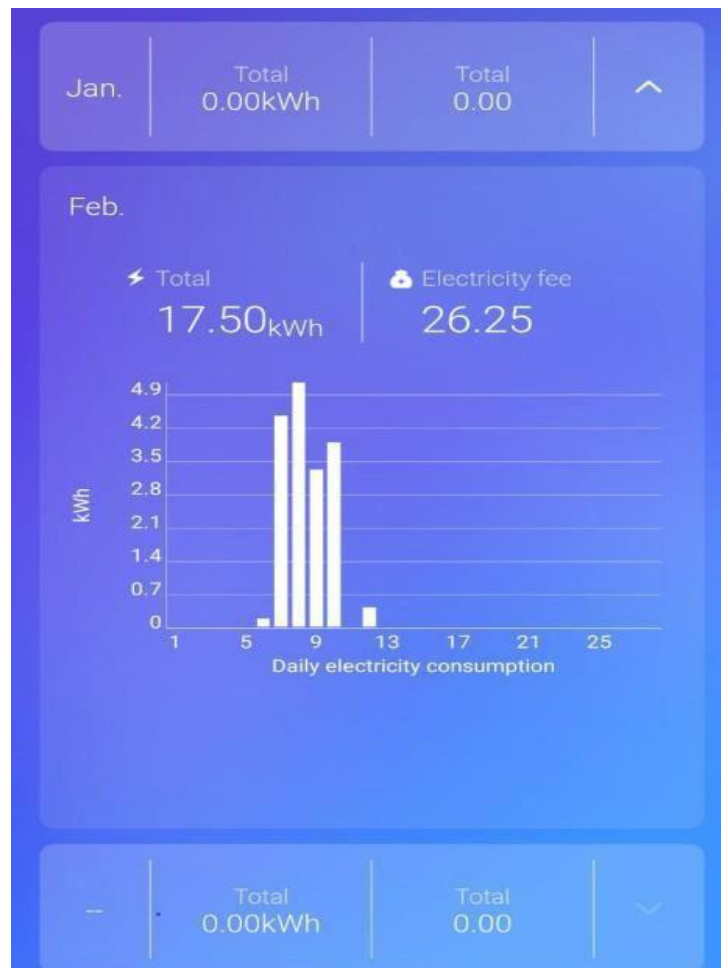 Total Total
Jan. 0.00kWh 0.00
Feb.
Total Electricity fee
17.50kWh 26.25
4.9
4.2
3.5
2.8
2.1
1.4
0.7
0
kWh
1 5 9 13 17 21 25
Daily electricity consumption
Total Total
-- 0.00kWh 0.00